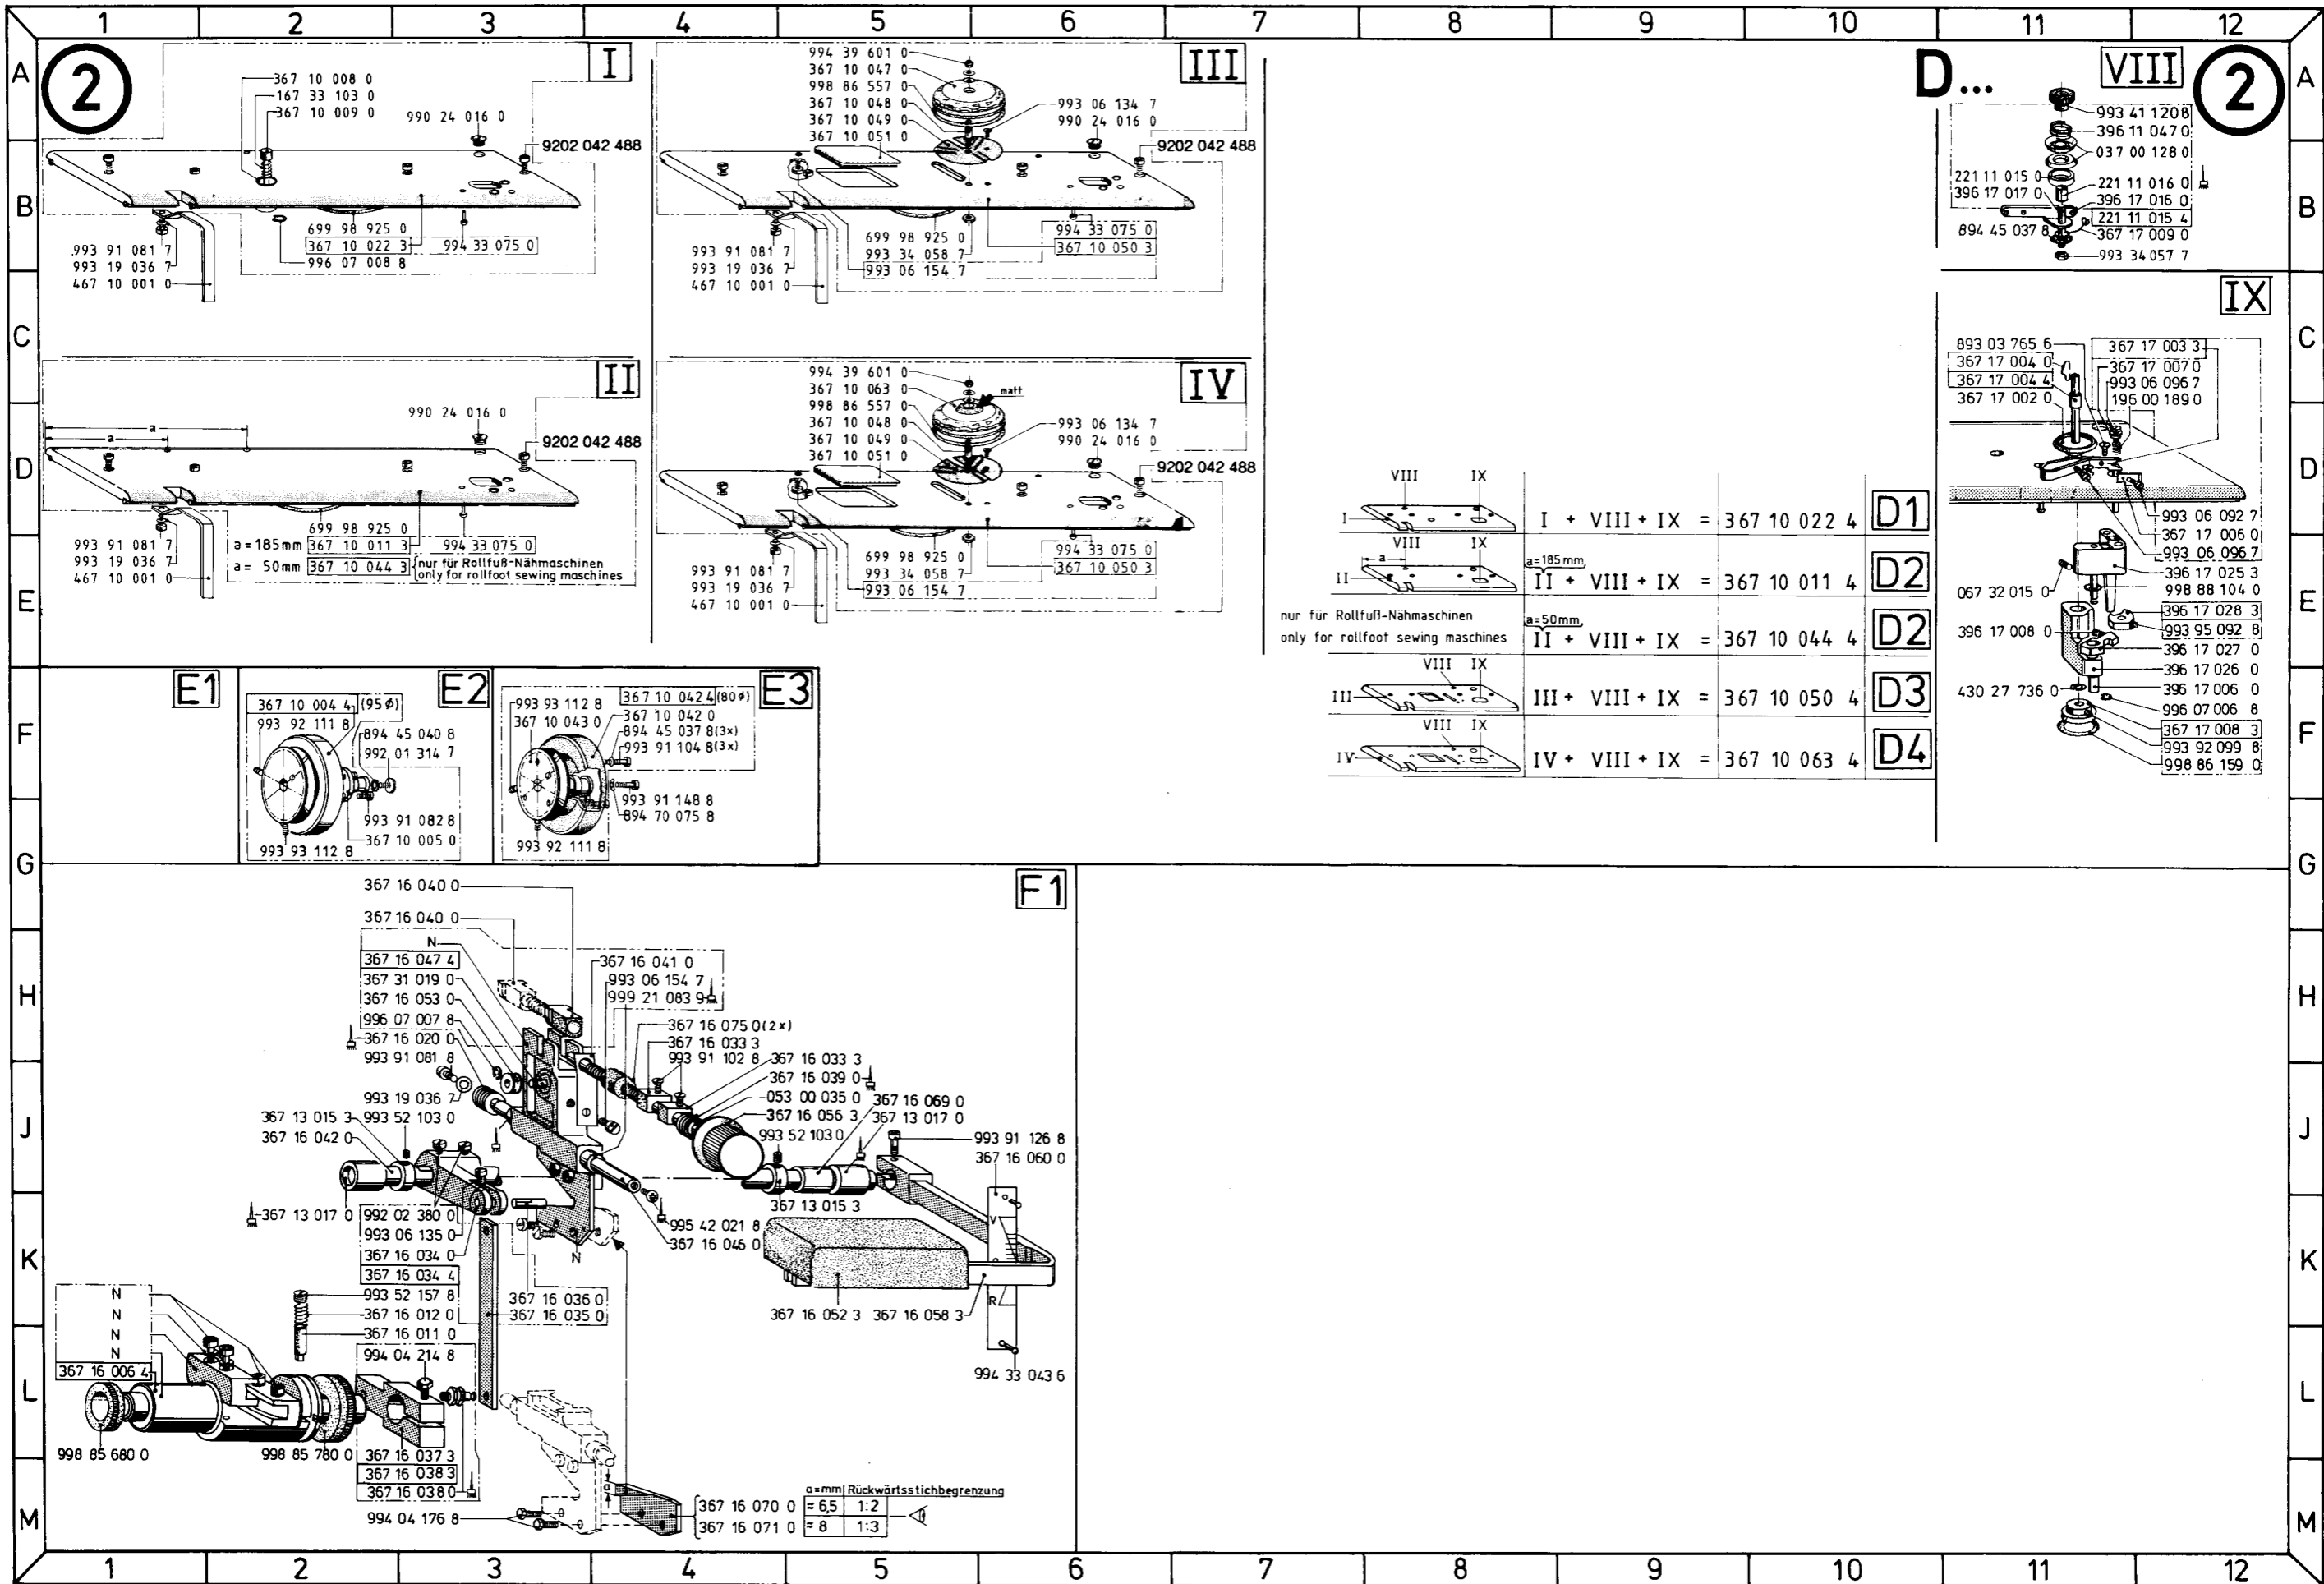 1 2 3 4 5 6 7 8 9 10 11 12
A
B
C
D
E
F
G
H
J
K
L
M
2
I
367 10 008 0
167 33 103 0
367 10 009 0
990 24 016 0
9202 042 488
699 98 925 0
367 10 022 3
994 33 075 0
996 07 008 8
993 91 081 7
993 19 036 7
467 10 001 0
II
a
a
990 24 016 0
9202 042 488
699 98 925 0
a = 185mm 367 10 011 3
994 33 075 0
a = 50mm 367 10 044 3
nur für Rollfuß-Nähmaschinen
only for rollfoot sewing maschines
993 91 081 7
993 19 036 7
467 10 001 0
III
994 39 601 0
367 10 047 0
998 86 557 0
367 10 048 0
367 10 049 0
367 10 051 0
993 06 134 7
990 24 016 0
9202 042 488
699 98 925 0
993 34 058 7
993 06 154 7
994 33 075 0
367 10 050 3
993 91 081 7
993 19 036 7
467 10 001 0
IV
994 39 601 0
367 10 063 0
998 86 557 0
367 10 048 0
367 10 049 0
367 10 051 0
matt
993 06 134 7
990 24 016 0
9202 042 488
699 98 925 0
993 34 058 7
993 06 154 7
994 33 075 0
367 10 050 3
993 91 081 7
993 19 036 7
467 10 001 0
D...
VIII
2
993 41 120 8
396 11 047 0
037 00 128 0
221 11 015 0
396 17 017 0
221 11 016 0
396 17 016 0
221 11 015 4
894 45 037 8
367 17 009 0
993 34 057 7
IX
893 03 765 6
367 17 004 0
367 17 004 4
367 17 002 0
367 17 003 3
367 17 007 0
993 06 096 7
196 00 189 0
993 06 092 7
367 17 006 0
993 06 096 7
396 17 025 3
067 32 015 0
998 88 104 0
396 17 028 3
993 95 092 8
396 17 008 0
396 17 027 0
396 17 026 0
396 17 006 0
430 27 736 0
996 07 006 8
367 17 008 3
993 92 099 8
998 86 159 0
VIII IX
I
I + VIII + IX = 367 10 022 4 D1
VIII IX
a
II
a=185mm
II + VIII + IX = 367 10 011 4 D2
nur für Rollfuß-Nähmaschinen
only for rollfoot sewing maschines
a=50mm
II + VIII + IX = 367 10 044 4 D2
VIII IX
III
III + VIII + IX = 367 10 050 4 D3
VIII IX
IV
IV + VIII + IX = 367 10 063 4 D4
E1
E2
367 10 004 4 (95 ø)
993 92 111 8
894 45 040 8
992 01 314 7
993 91 082 8
367 10 005 0
993 93 112 8
E3
367 10 042 4 (80 ø)
993 93 112 8
367 10 043 0
367 10 042 0
894 45 037 8 (3x)
993 91 104 8 (3x)
993 91 148 8
894 70 075 8
993 92 111 8
F1
367 16 040 0
367 16 040 0
N
367 16 047 4
367 31 019 0
367 16 053 0
996 07 007 8
367 16 020 0
993 91 081 8
367 16 041 0
993 06 154 7
999 21 083 9
367 16 075 0 (2x)
367 16 033 3
993 91 102 8
367 16 033 3
367 16 039 0
053 00 035 0
367 16 056 3
993 52 103 0
367 16 069 0
367 13 017 0
993 91 126 8
367 16 060 0
993 19 036 7
367 13 015 3
993 52 103 0
367 16 042 0
367 13 017 0
992 02 380 0
993 06 135 0
367 16 034 0
367 16 034 4
993 52 157 8
367 16 012 0
367 16 011 0
994 04 214 8
367 16 036 0
367 16 035 0
N
995 42 021 8
367 16 046 0
367 13 015 3
V
R
367 16 052 3
367 16 058 3
994 33 043 6
N
N
N
N
367 16 006 4
998 85 680 0
998 85 780 0
367 16 037 3
367 16 038 3
367 16 038 0
994 04 176 8
a
a=mm Rückwärtsstichbegrenzung
367 16 070 0 ≈ 6,5 1:2
367 16 071 0 ≈ 8 1:3
A
B
C
D
E
F
G
H
J
K
L
M
1 2 3 4 5 6 7 8 9 10 11 12